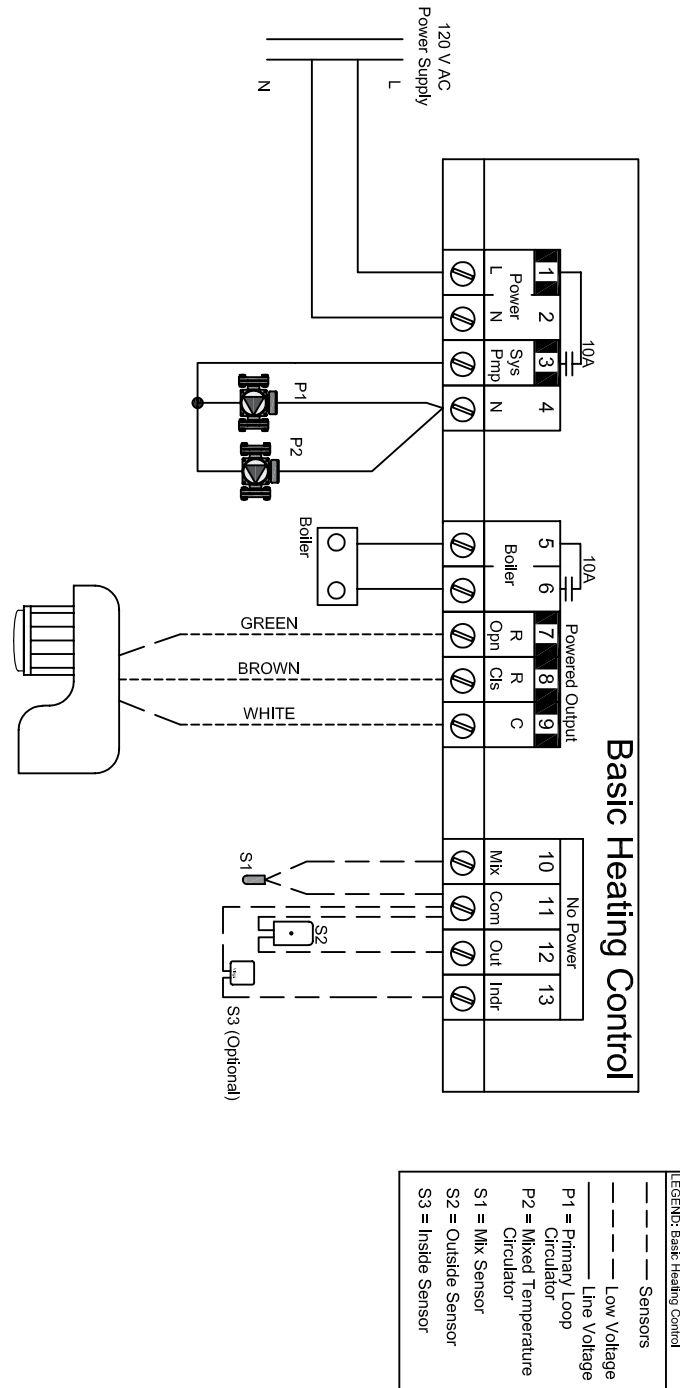 Basic Heating Control
120 V AC
Power Supply
L
N
10A
1
2
3
4
L
Power
N
Sys
Pmp
N
P1
P2
10A
5
6
Boiler
Boiler
Powered Output
7
8
9
R
Opn
R
Cls
C
GREEN
BROWN
WHITE
No Power
10
11
12
13
Mix
Com
Out
Indr
S1
S2
S3 (Optional)
LEGEND: Basic Heating Control
Sensors
Low Voltage
Line Voltage
P1 = Primary Loop
Circulator
P2 = Mixed Temperature
Circulator
S1 = Mix Sensor
S2 = Outside Sensor
S3 = Inside Sensor